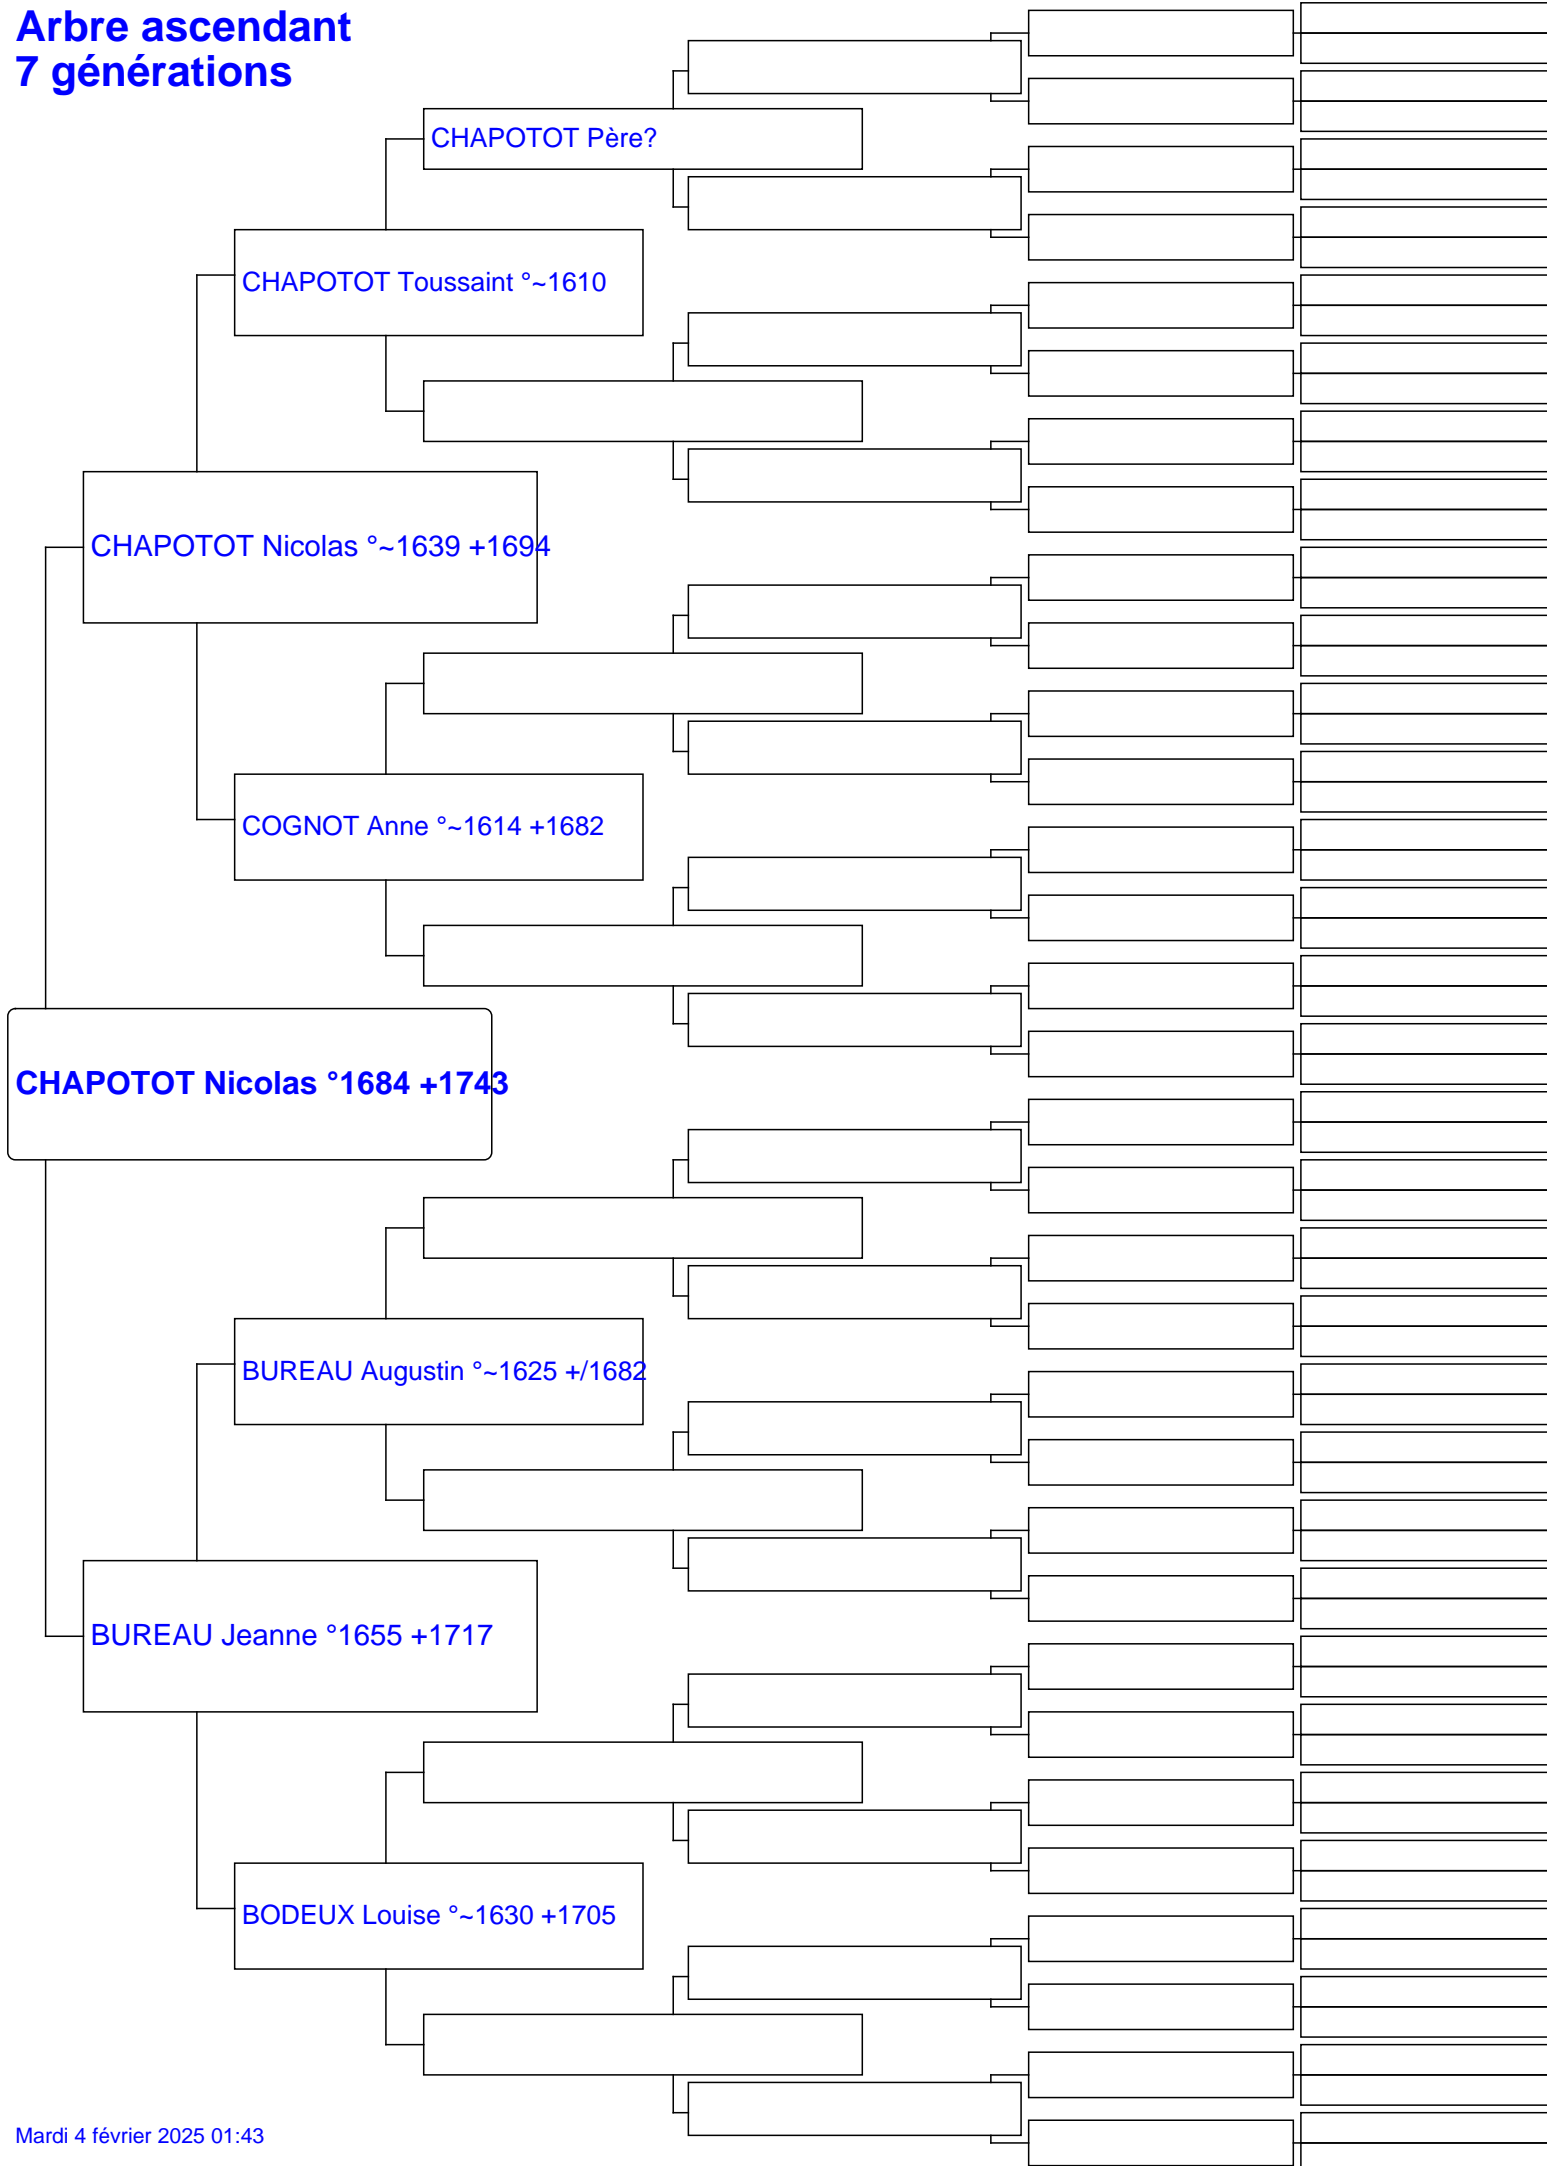 Arbre ascendant
7 générations
CHAPOTOT Père?
CHAPOTOT Toussaint °~1610
CHAPOTOT Nicolas °~1639 +1694
COGNOT Anne °~1614 +1682
CHAPOTOT Nicolas °1684 +1743
BUREAU Augustin °~1625 +/1682
BUREAU Jeanne °1655 +1717
BODEUX Louise °~1630 +1705
Mardi 4 février 2025 01:43